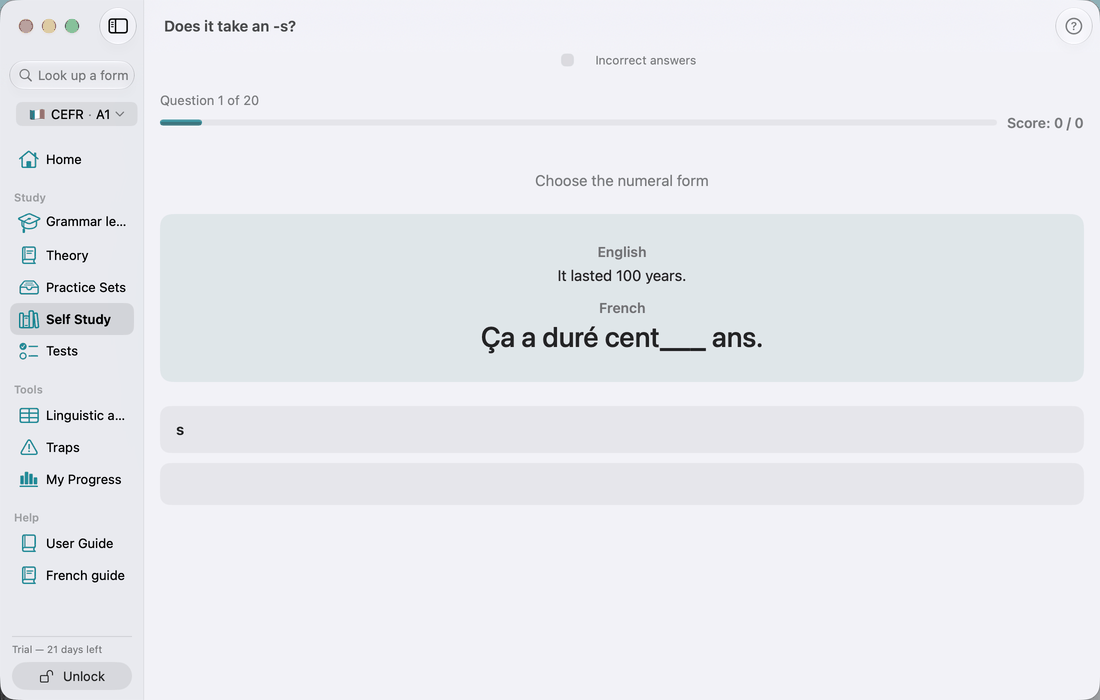 Does it take an -s?
Look up a form
CEFR · A1
Home
Study
Grammar le...
Theory
Practice Sets
Self Study
Tests
Tools
Linguistic a...
Traps
My Progress
Help
User Guide
French guide
Trial — 21 days left
Unlock
Incorrect answers
Question 1 of 20
Score: 0 / 0
Choose the numeral form
English
It lasted 100 years.
French
Ça a duré cent___ ans.
s